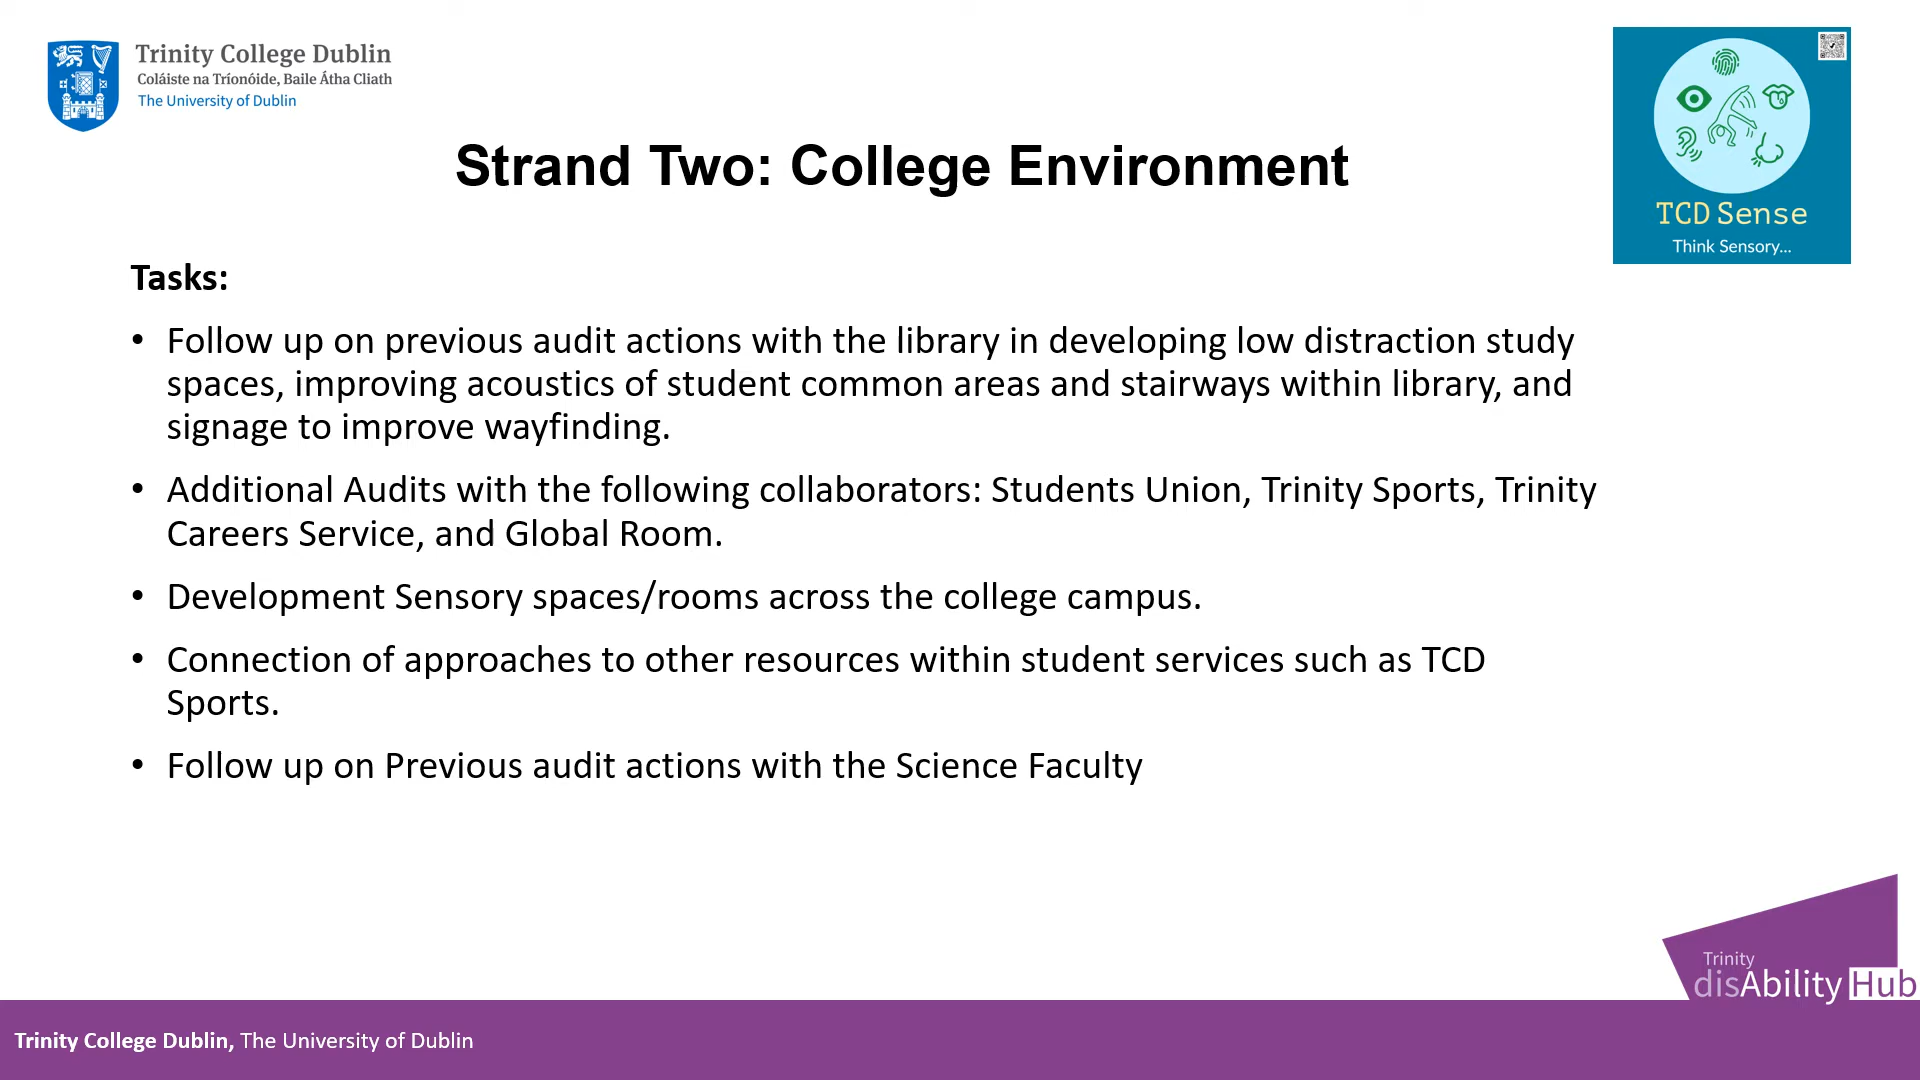 Trinity College Dublin
Coláiste na Tríonóide, Baile Átha Cliath
The University of Dublin
TCD Sense
Think Sensory...
Strand Two: College Environment
Tasks:
• Follow up on previous audit actions with the library in developing low distraction study
spaces, improving acoustics of student common areas and stairways within library, and
signage to improve wayfinding.
• Additional Audits with the following collaborators: Students Union, Trinity Sports, Trinity
Careers Service, and Global Room.
• Development Sensory spaces/rooms across the college campus.
• Connection of approaches to other resources within student services such as TCD
Sports.
• Follow up on Previous audit actions with the Science Faculty
Trinity
disAbility Hub
Trinity College Dublin, The University of Dublin